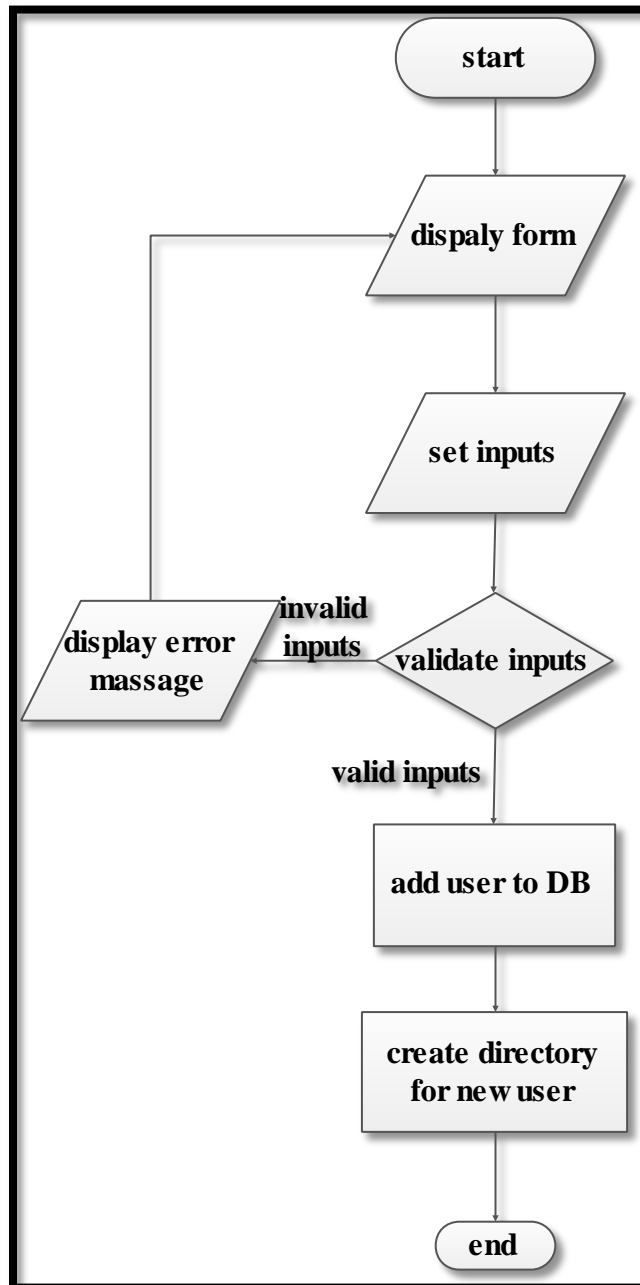 start
dispaly form
set inputs
invalid
inputs
display error
massage
validate inputs
valid inputs
add user to DB
create directory
for new user
end